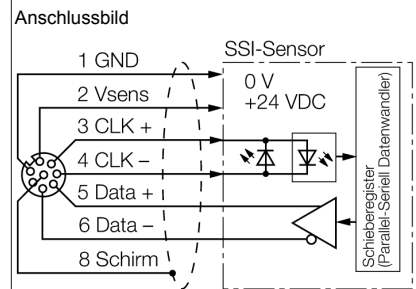 Anschlussbild
SSI-Sensor
1 GND
0 V
2 Vsens
+24 VDC
3 CLK +
4 CLK –
5 Data +
6 Data –
8 Schirm
Schieberegister
(Parallel-Seriell Datenwandler)